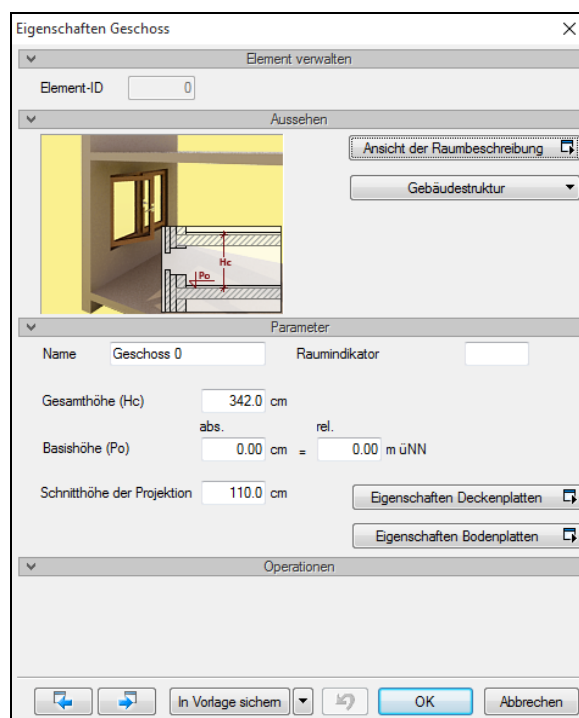 Eigenschaften Geschoss
Element verwalten
Element-ID 0
Aussehen
Ansicht der Raumbeschreibung
Gebäudestruktur
Hc
Po
Parameter
Name Geschoss 0 Raumindikator
Gesamthöhe (Hc) 342.0 cm
abs. rel.
Basishöhe (Po) 0.00 cm = 0.00 m üNN
Schnitthöhe der Projektion 110.0 cm
Eigenschaften Deckenplatten
Eigenschaften Bodenplatten
Operationen
In Vorlage sichern OK Abbrechen